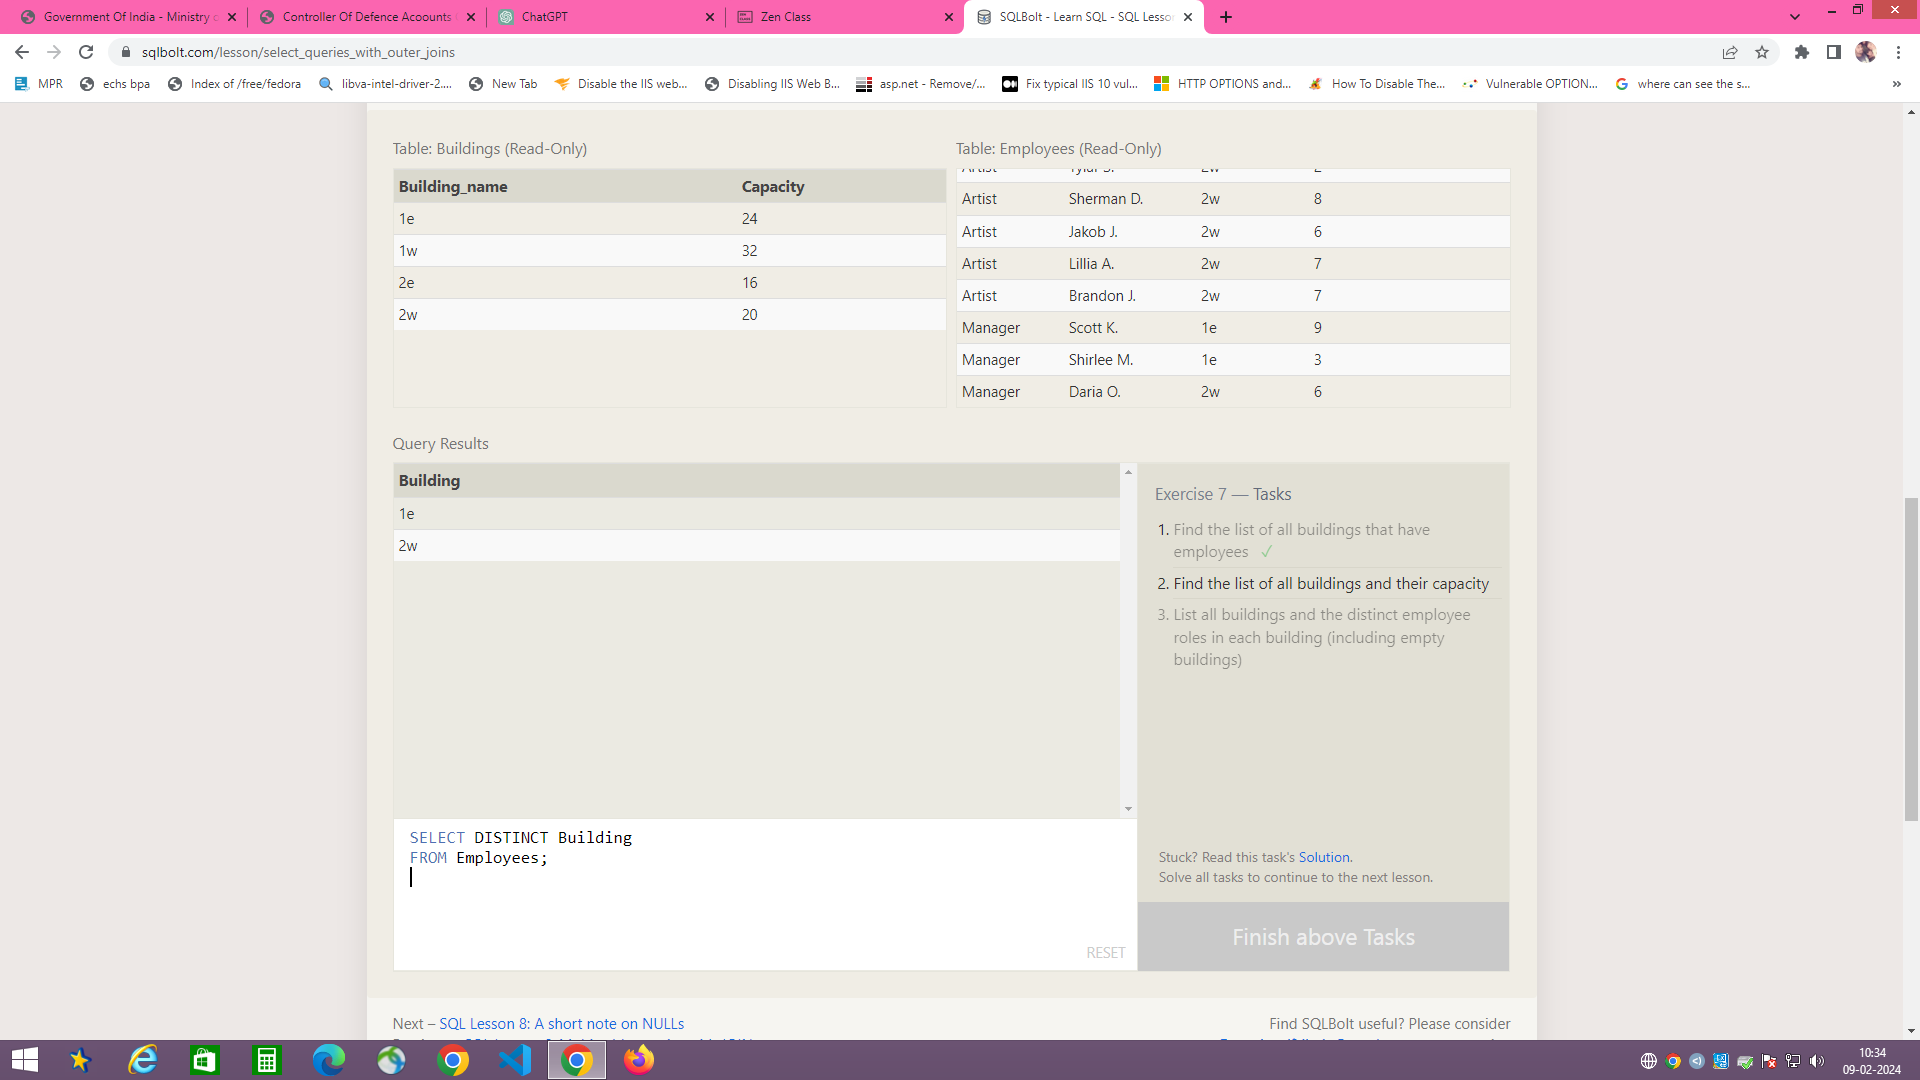 Government Of India - Ministry
Controller Of Defence Acoounts
ChatGPT
Zen Class
SQLBolt - Learn SQL - SQL Lesso
sqlbolt.com/lesson/select_queries_with_outer_joins
MPR
echs bpa
Index of /free/fedora
libva-intel-driver-2....
New Tab
Disable the IIS web...
Disabling IIS Web B...
asp.net - Remove/...
Fix typical IIS 10 vul...
HTTP OPTIONS and...
How To Disable The...
Vulnerable OPTION...
where can see the s...
»
Table: Buildings (Read-Only)
Building_name Capacity
1e 24
1w 32
2e 16
2w 20
Table: Employees (Read-Only)
Artist Sherman D. 2w 8
Artist Jakob J. 2w 6
Artist Lillia A. 2w 7
Artist Brandon J. 2w 7
Manager Scott K. 1e 9
Manager Shirlee M. 1e 3
Manager Daria O. 2w 6
Query Results
Building
1e
2w
Exercise 7 — Tasks
1. Find the list of all buildings that have
employees ✓
2. Find the list of all buildings and their capacity
3. List all buildings and the distinct employee
roles in each building (including empty
buildings)
SELECT DISTINCT Building
FROM Employees;
RESET
Stuck? Read this task's Solution.
Solve all tasks to continue to the next lesson.
Finish above Tasks
Next – SQL Lesson 8: A short note on NULLs
Find SQLBolt useful? Please consider
10:34
09-02-2024